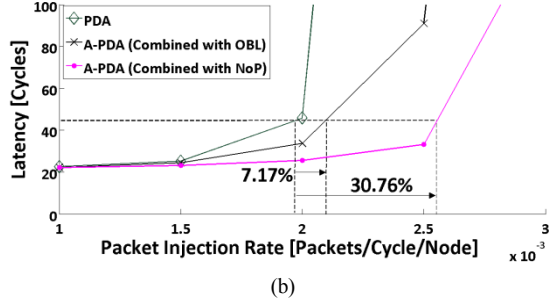 100
80
60
40
20
0
Latency [Cycles]
PDA
A-PDA (Combined with OBL)
A-PDA (Combined with NoP)
7.17%
30.76%
1
1.5
2
2.5
3
Packet Injection Rate [Packets/Cycle/Node]
x 10⁻³
(b)